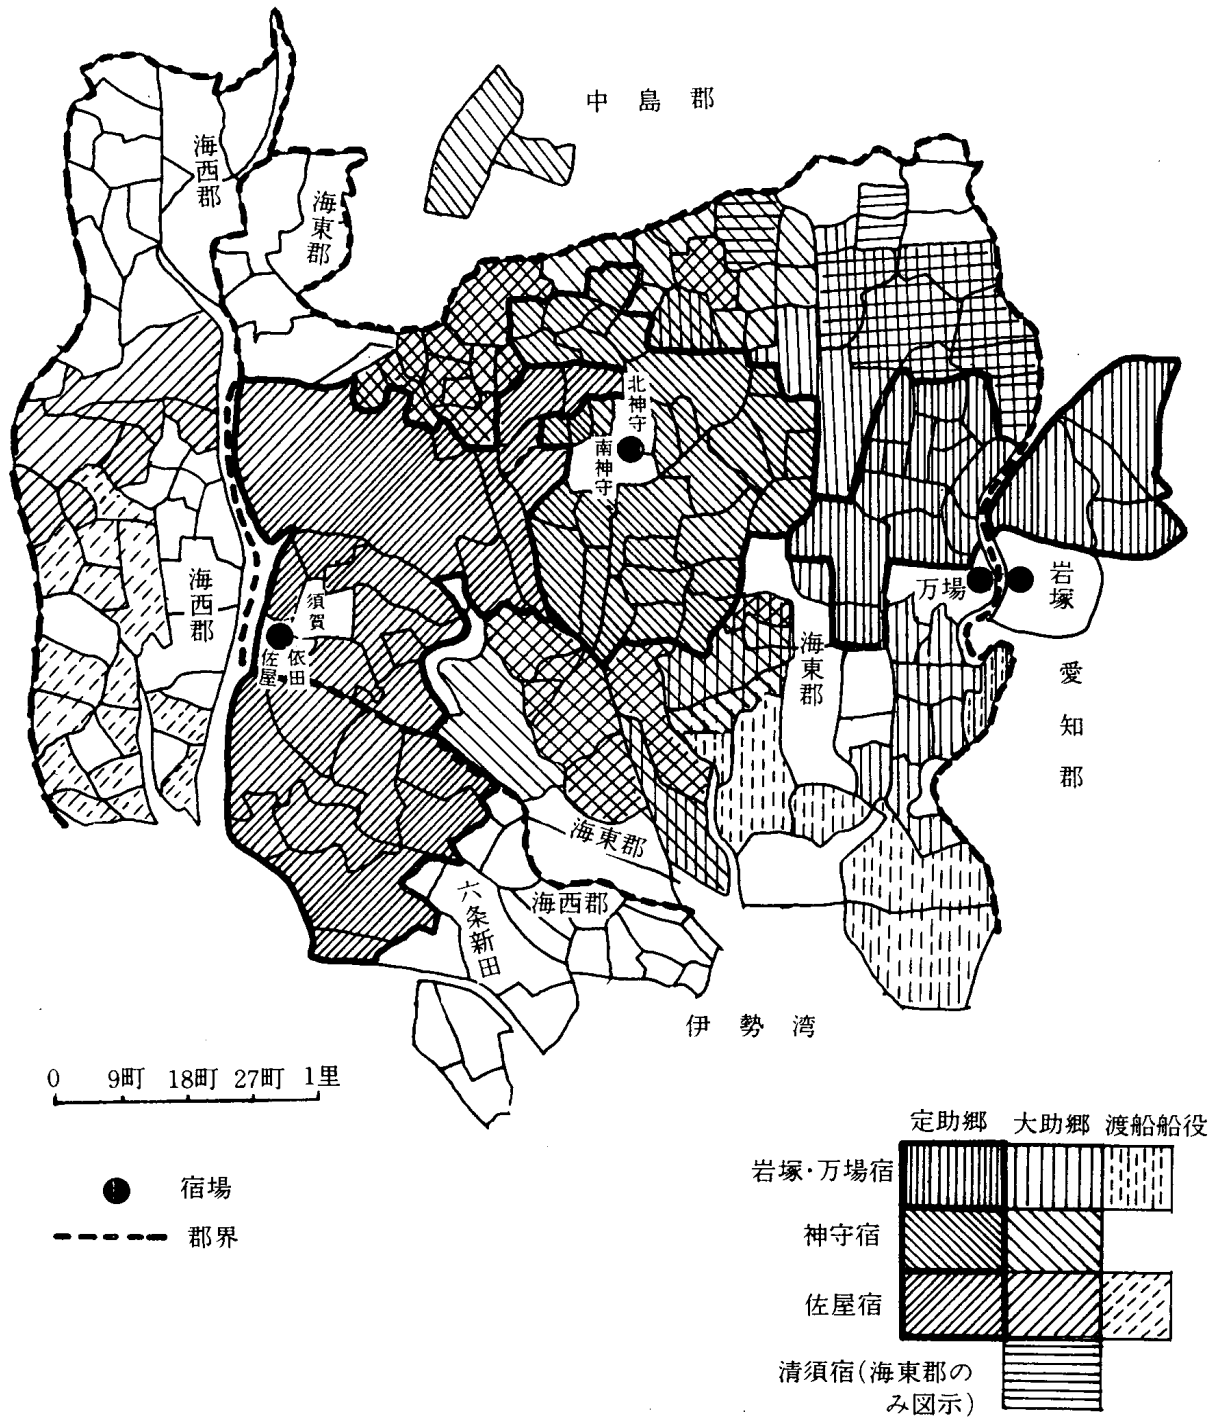 中島郡
海西郡
海東郡
北神守
南神守
海西郡
須賀
依田
佐屋
万場
岩塚
海東郡
愛知郡
海東郡
海西郡
六条新田
伊勢湾
0 9町 18町 27町 1里
宿場
郡界
定助郷 大助郷 渡船船役
岩塚・万場宿
神守宿
佐屋宿
清須宿(海東郡の
み図示)